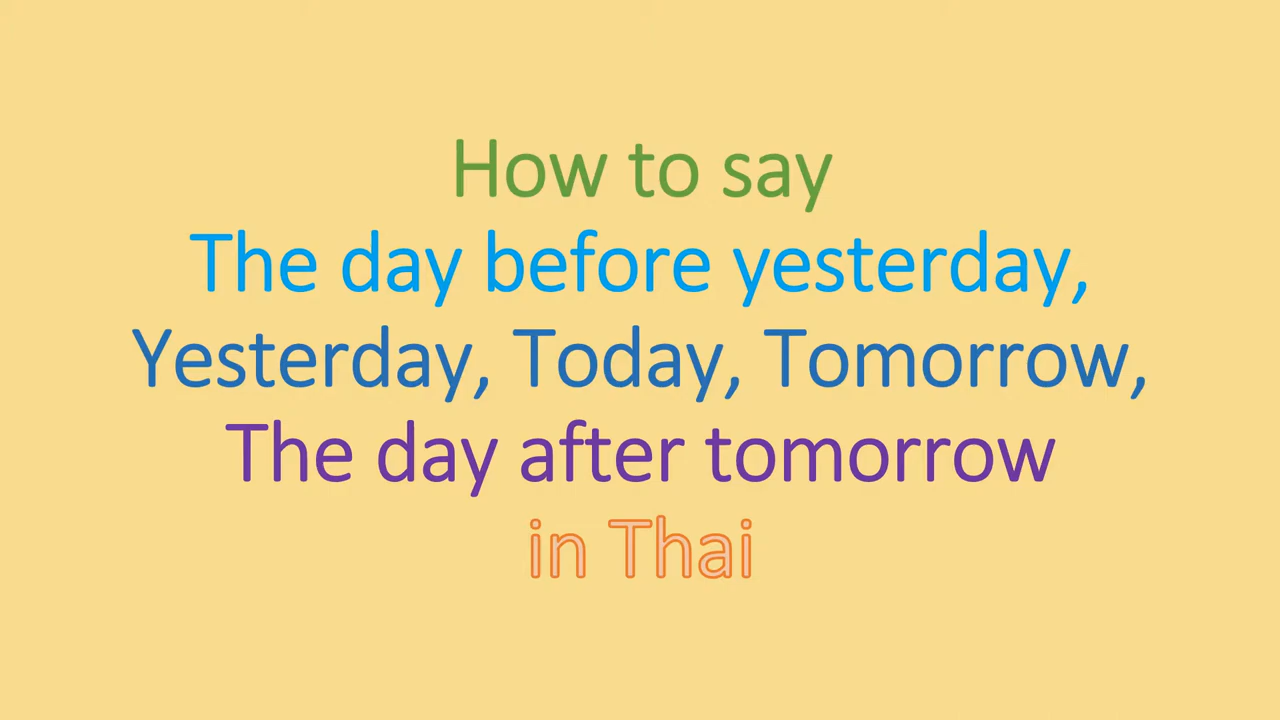 How to say
The day before yesterday,
Yesterday, Today, Tomorrow,
The day after tomorrow
in Thai